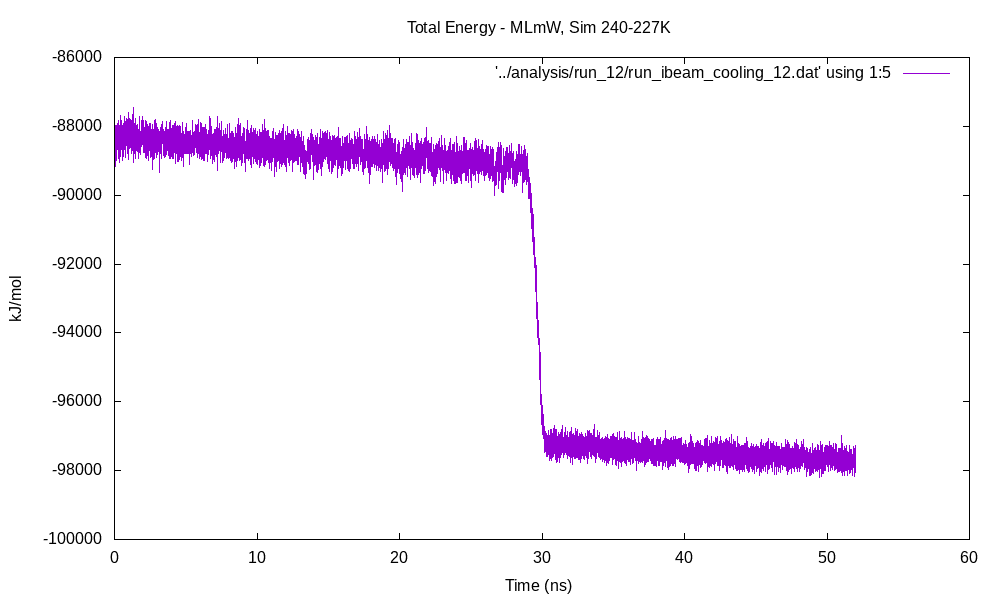 Total Energy - MLmW, Sim 240-227K
'../analysis/run_12/run_ibeam_cooling_12.dat' using 1:5
-86000
-88000
-90000
-92000
-94000
-96000
-98000
-100000
kJ/mol
0 10 20 30 40 50 60
Time (ns)